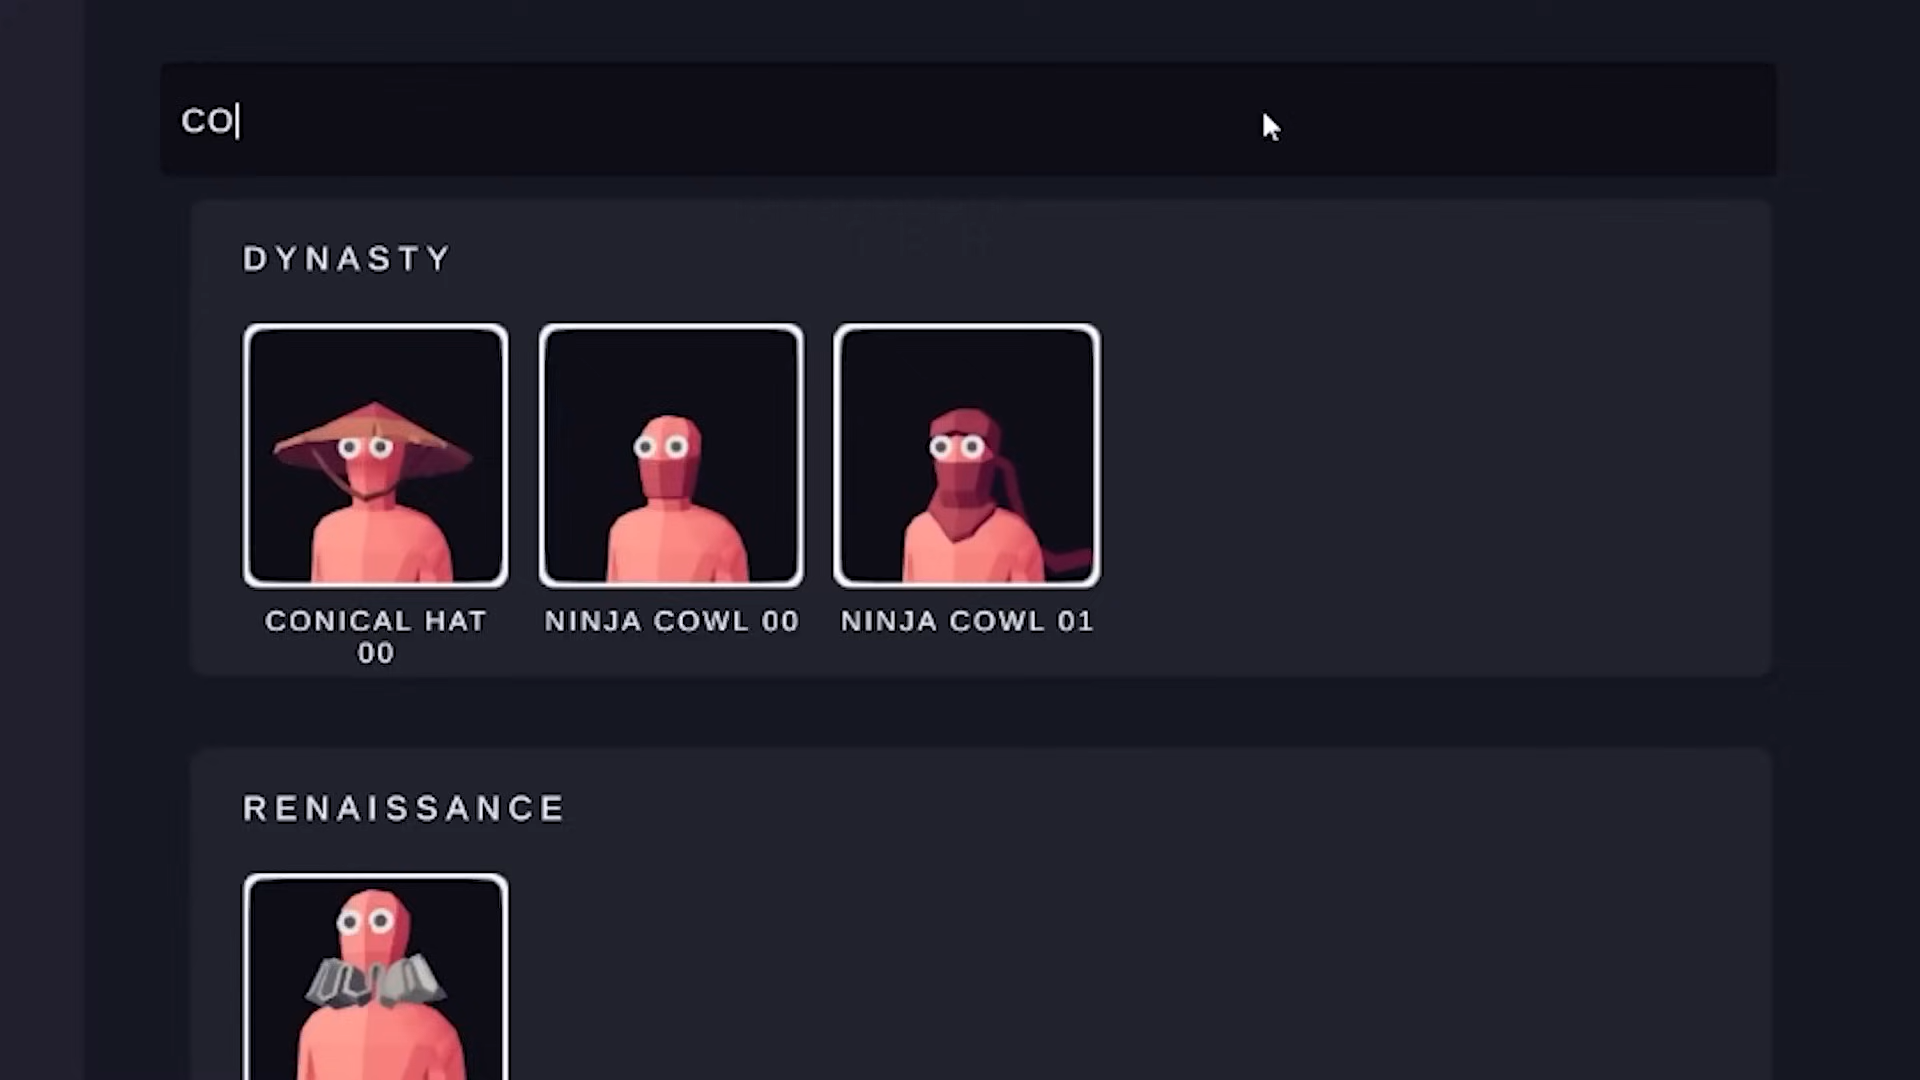 CO
DYNASTY
CONICAL HAT
00
NINJA COWL 00
NINJA COWL 01
RENAISSANCE